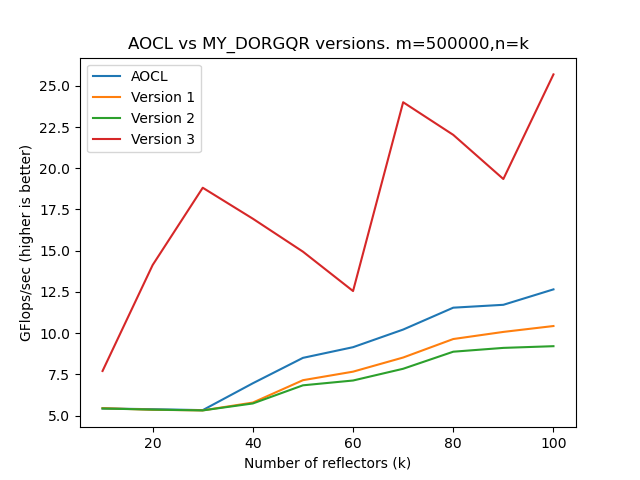 AOCL vs MY_DORGQR versions. m=500000,n=k
AOCL
Version 1
Version 2
Version 3
GFlops/sec (higher is better)
25.0
22.5
20.0
17.5
15.0
12.5
10.0
7.5
5.0
20 40 60 80 100
Number of reflectors (k)